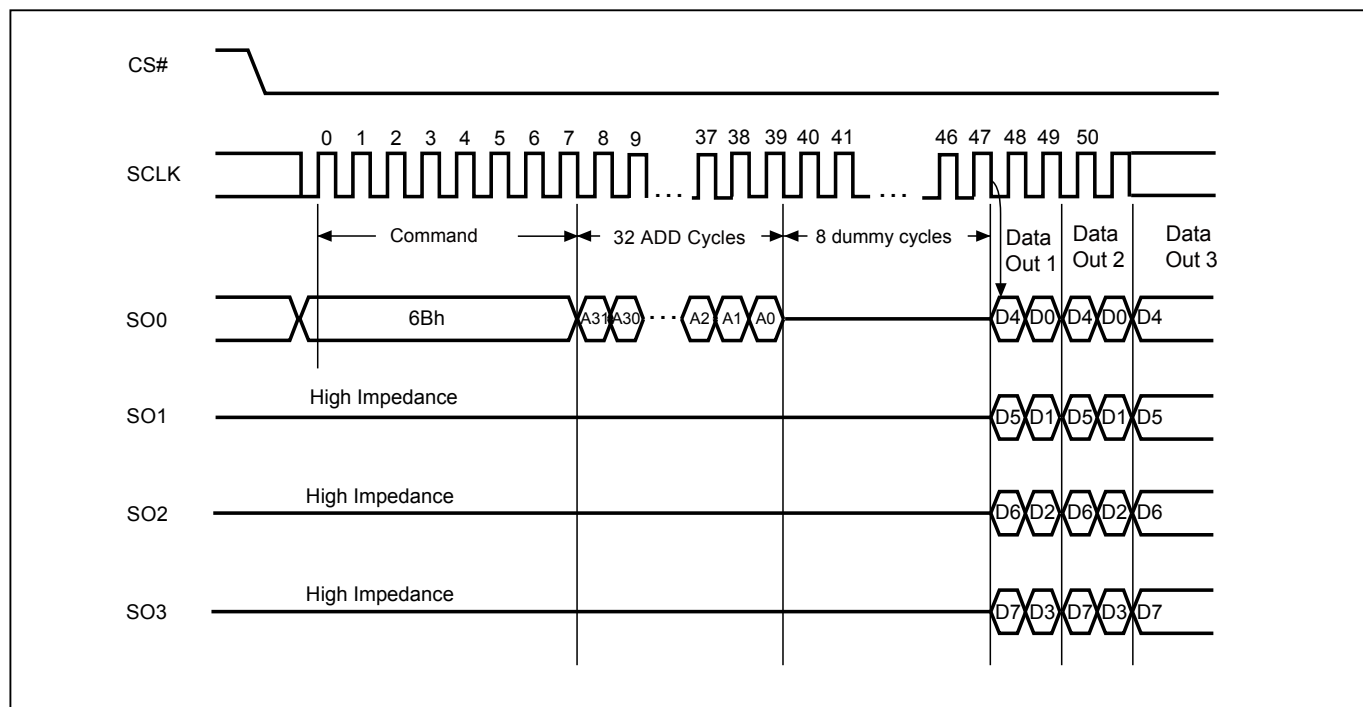 CS#
0 1 2 3 4 5 6 7 8 9 37 38 39 40 41 46 47 48 49 50
SCLK
Command 32 ADD Cycles 8 dummy cycles
Data Out 1
Data Out 2
Data Out 3
SO0 6Bh A31 A30 ... A2 A1 A0 D4 D0 D4 D0 D4
High Impedance
SO1 D5 D1 D5 D1 D5
High Impedance
SO2 D6 D2 D6 D2 D6
High Impedance
SO3 D7 D3 D7 D3 D7